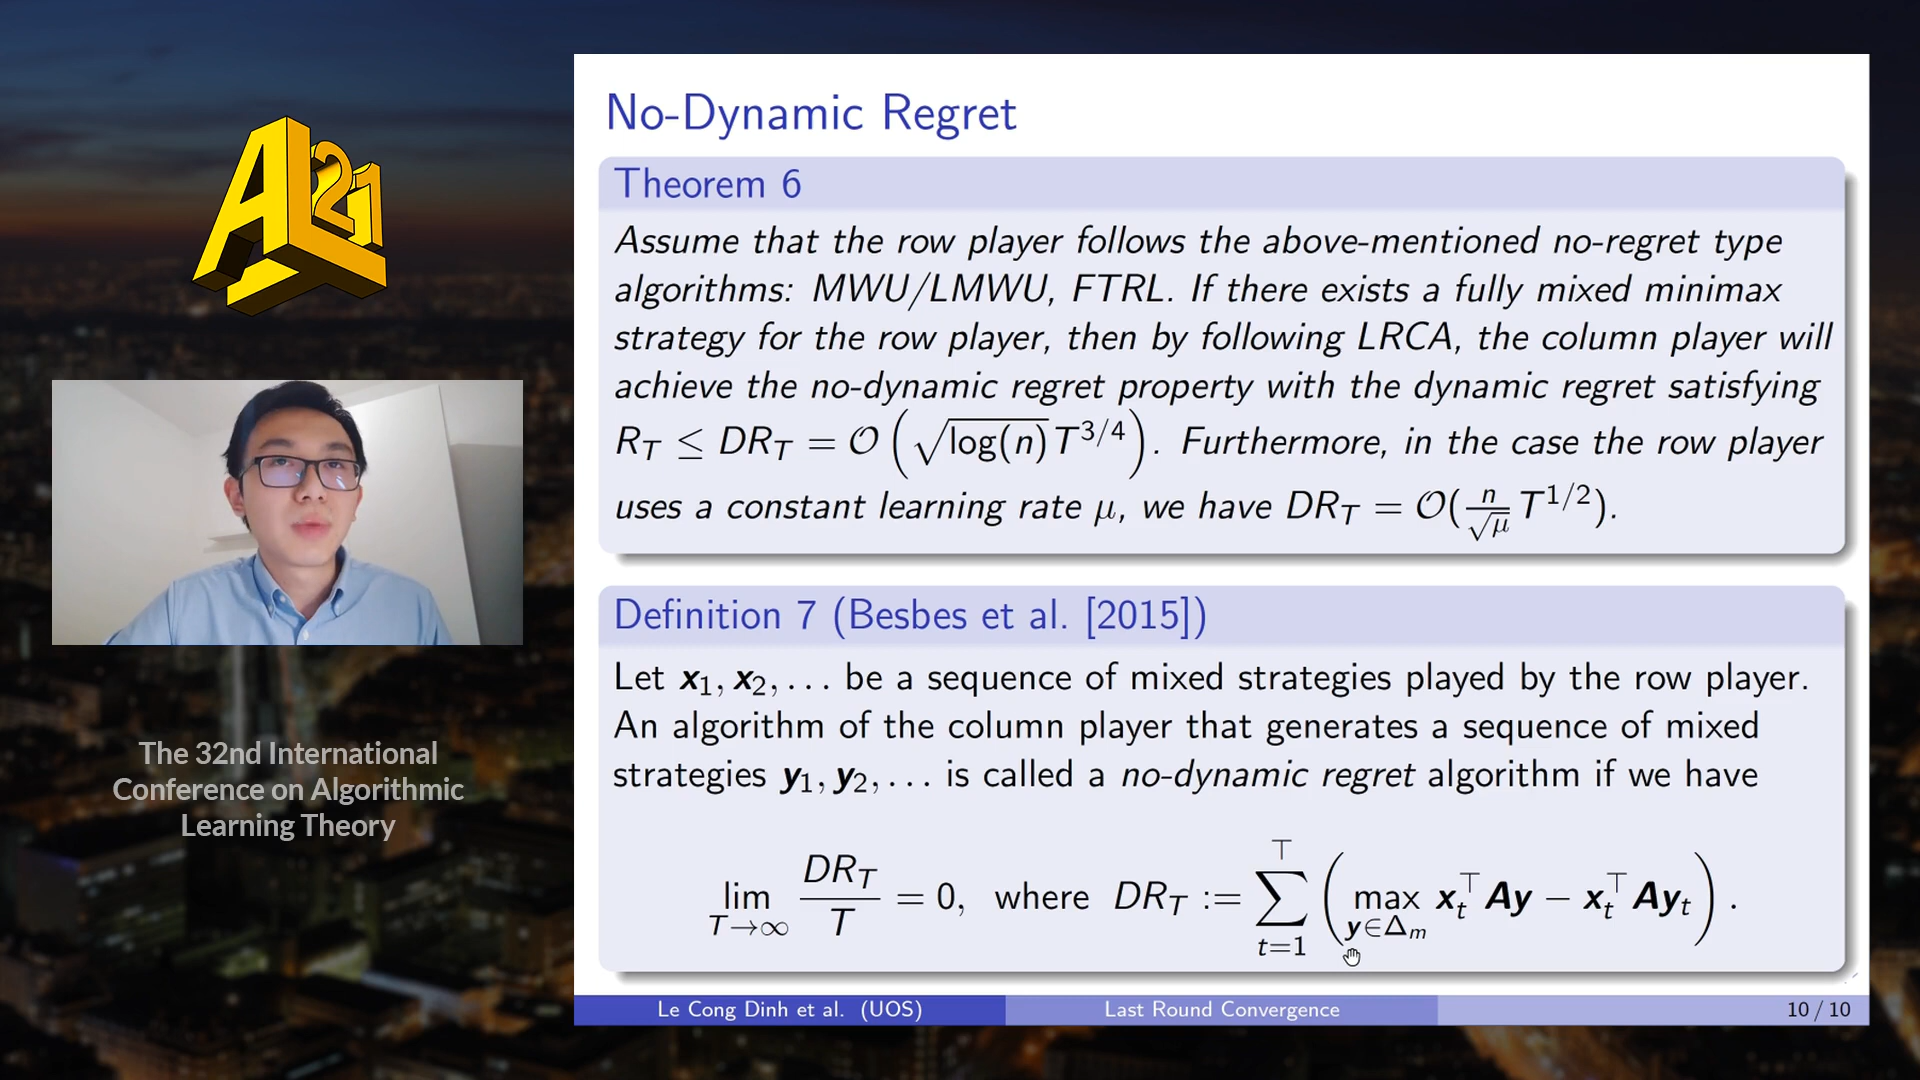 ALT
21
The 32nd International
Conference on Algorithmic
Learning Theory
No-Dynamic Regret
Theorem 6
Assume that the row player follows the above-mentioned no-regret type
algorithms: MWU/LMWU, FTRL. If there exists a fully mixed minimax
strategy for the row player, then by following LRCA, the column player will
achieve the no-dynamic regret property with the dynamic regret satisfying
R_T ≤ DR_T = 𝒪(√log(n) T^{3/4}). Furthermore, in the case the row player
uses a constant learning rate μ, we have DR_T = 𝒪(n/√μ T^{1/2}).
Definition 7 (Besbes et al. [2015])
Let x₁, x₂, . . . be a sequence of mixed strategies played by the row player.
An algorithm of the column player that generates a sequence of mixed
strategies y₁, y₂, . . . is called a no-dynamic regret algorithm if we have
lim_{T→∞} DR_T/T = 0, where DR_T := ∑_{t=1}^{⊤} (max_{y∈Δ_m} x_t^⊤ Ay − x_t^⊤ Ay_t) .
Le Cong Dinh et al. (UOS) Last Round Convergence 10 / 10